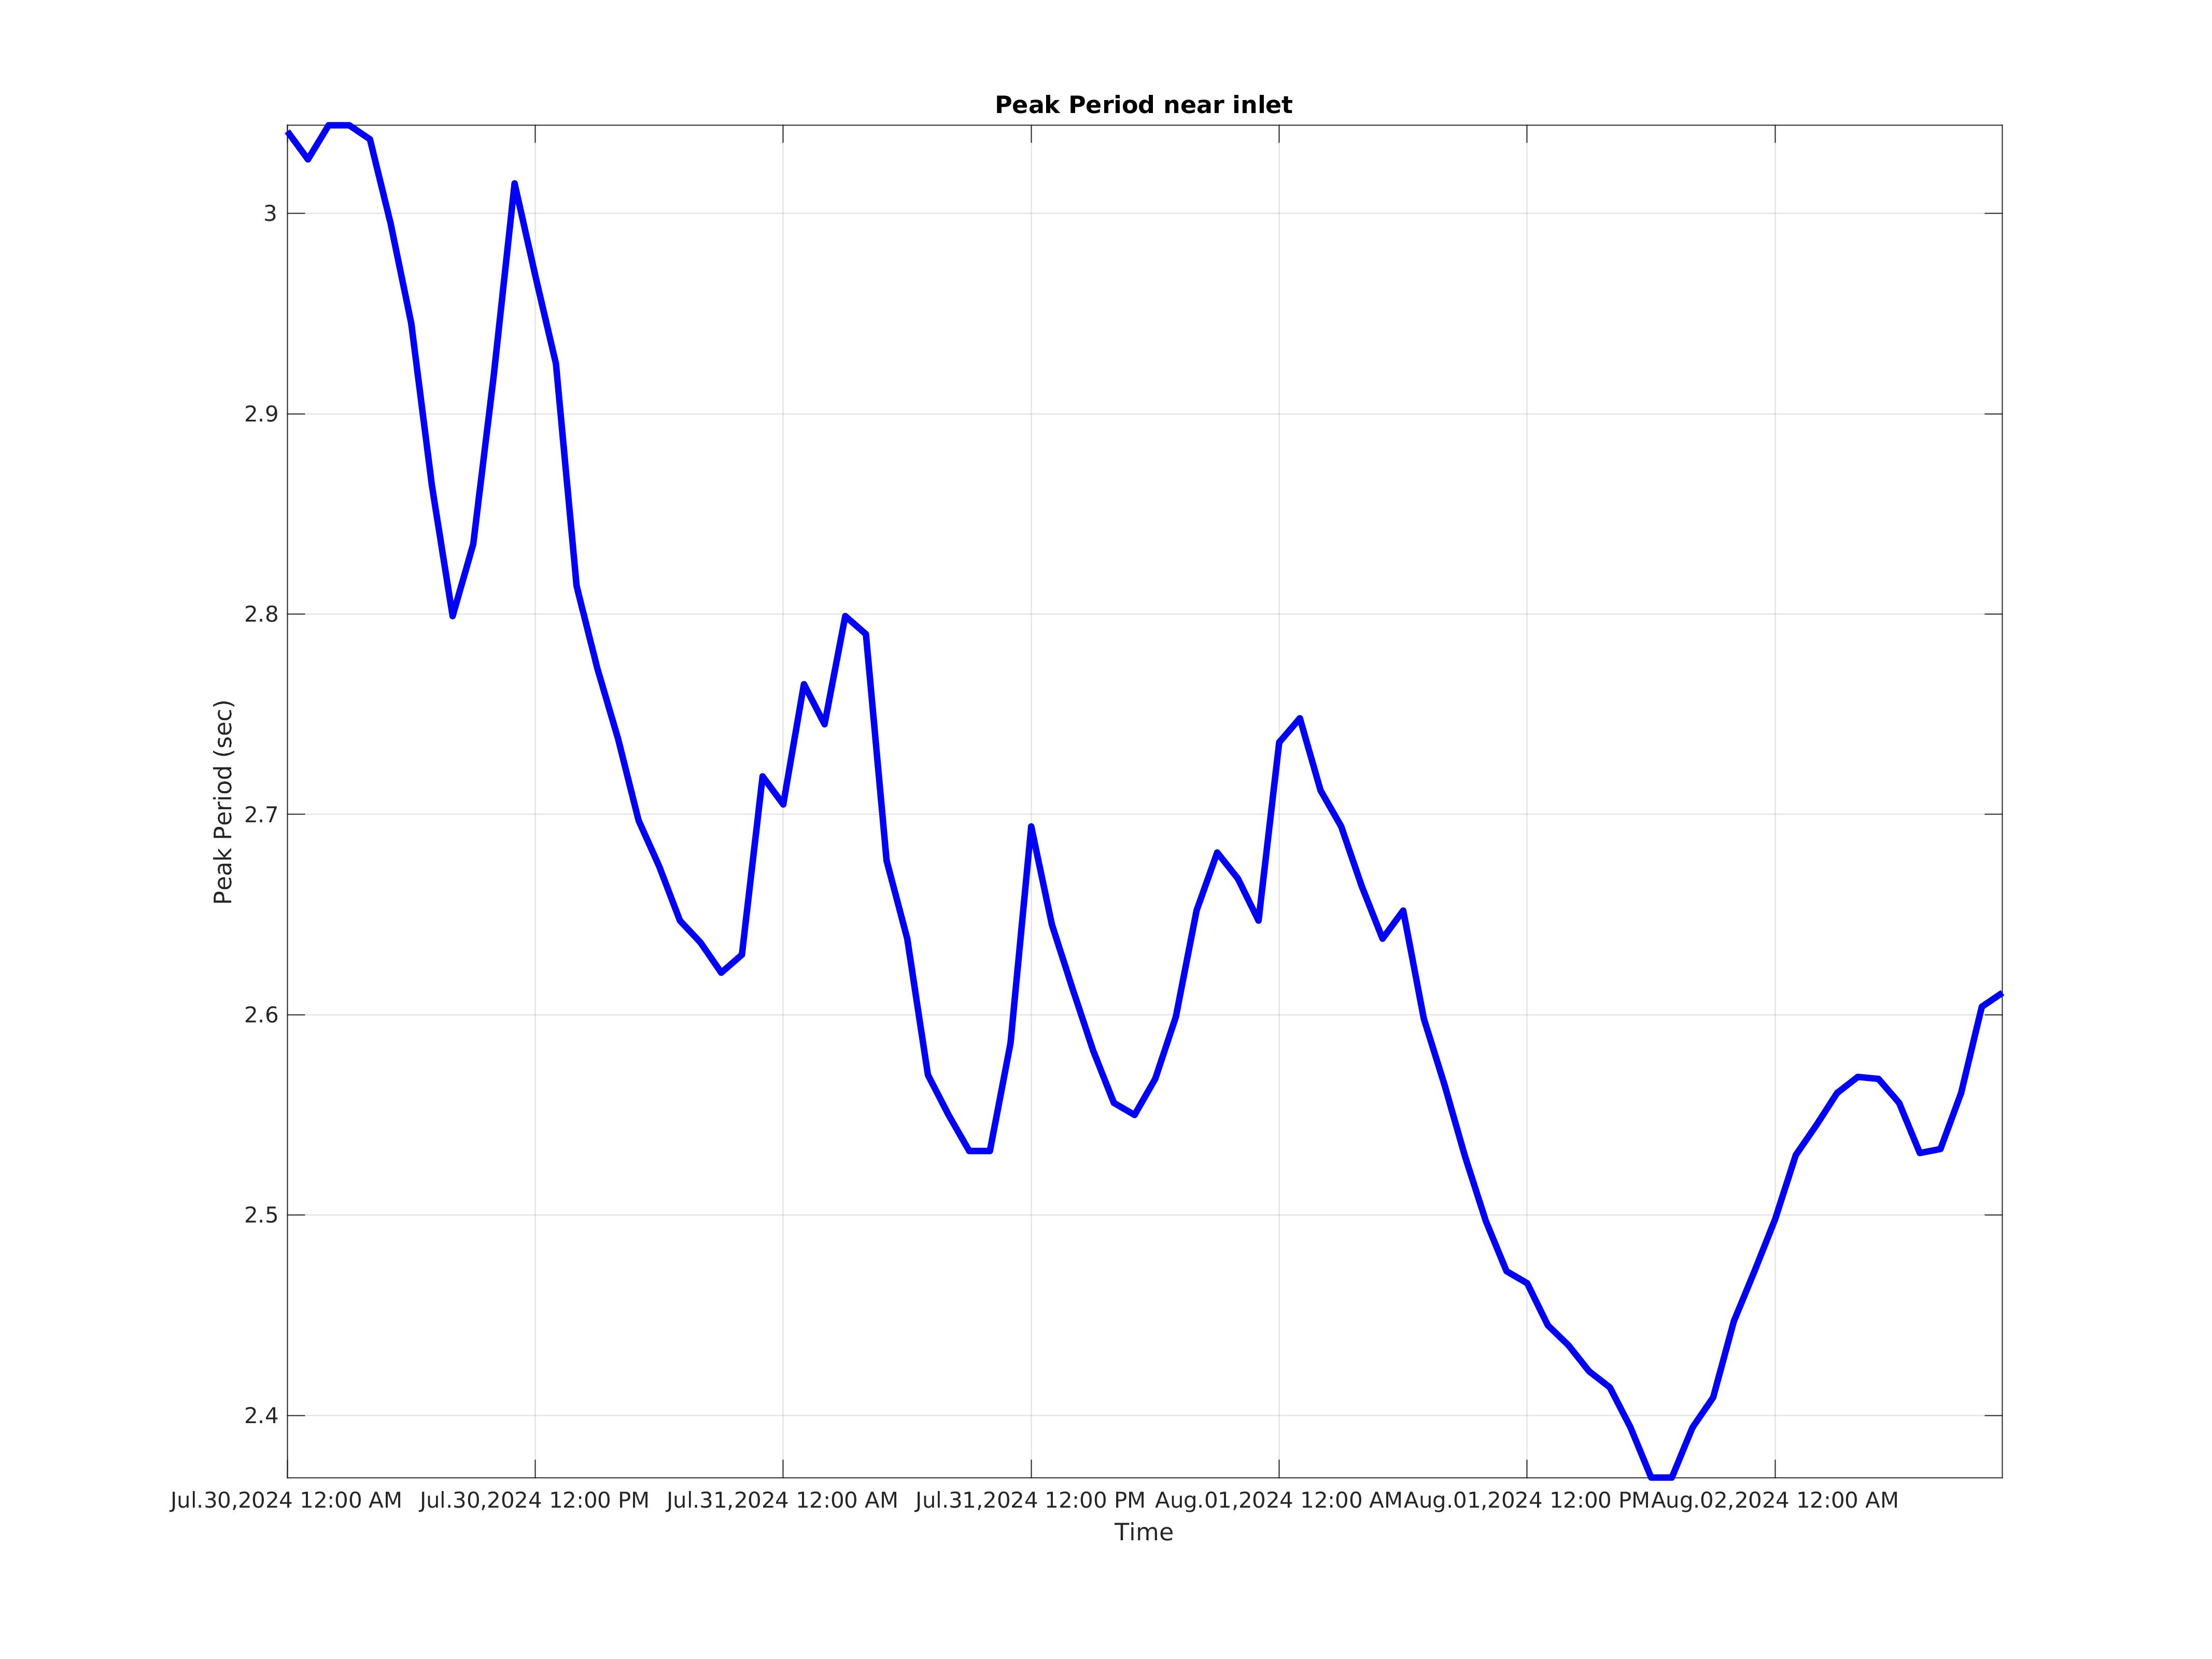 Peak Period near inlet
3
2.9
2.8
2.7
2.6
2.5
2.4
Peak Period (sec)
Jul.30,2024 12:00 AM Jul.30,2024 12:00 PM Jul.31,2024 12:00 AM Jul.31,2024 12:00 PM Aug.01,2024 12:00 AM Aug.01,2024 12:00 PM Aug.02,2024 12:00 AM
Time